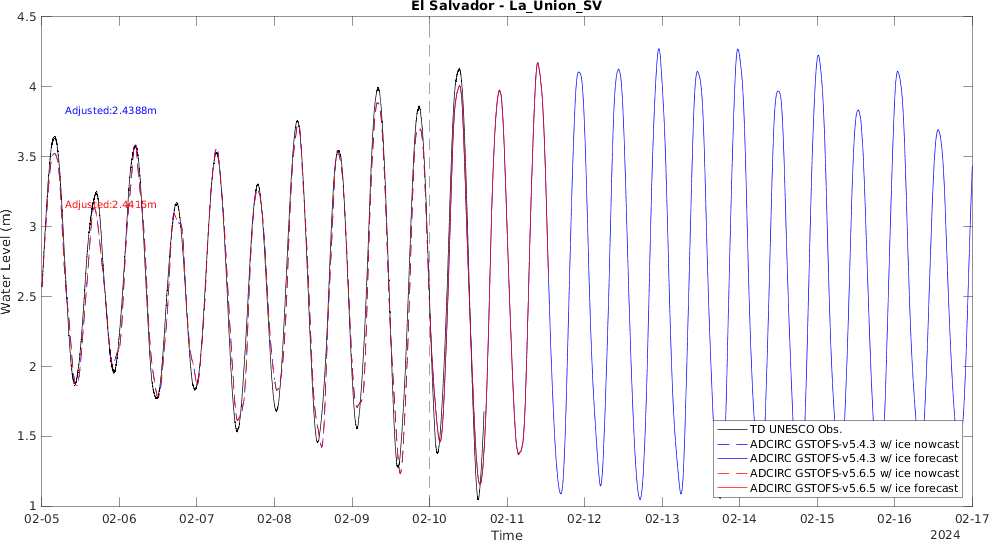 El Salvador - La_Union_SV
4.5
4
3.5
3
2.5
2
1.5
1
Water Level (m)
Adjusted:2.4388m
Adjusted:2.4415m
TD UNESCO Obs.
ADCIRC GSTOFS-v5.4.3 w/ ice nowcast
ADCIRC GSTOFS-v5.4.3 w/ ice forecast
ADCIRC GSTOFS-v5.6.5 w/ ice nowcast
ADCIRC GSTOFS-v5.6.5 w/ ice forecast
02-05 02-06 02-07 02-08 02-09 02-10 02-11 02-12 02-13 02-14 02-15 02-16 02-17
Time
2024